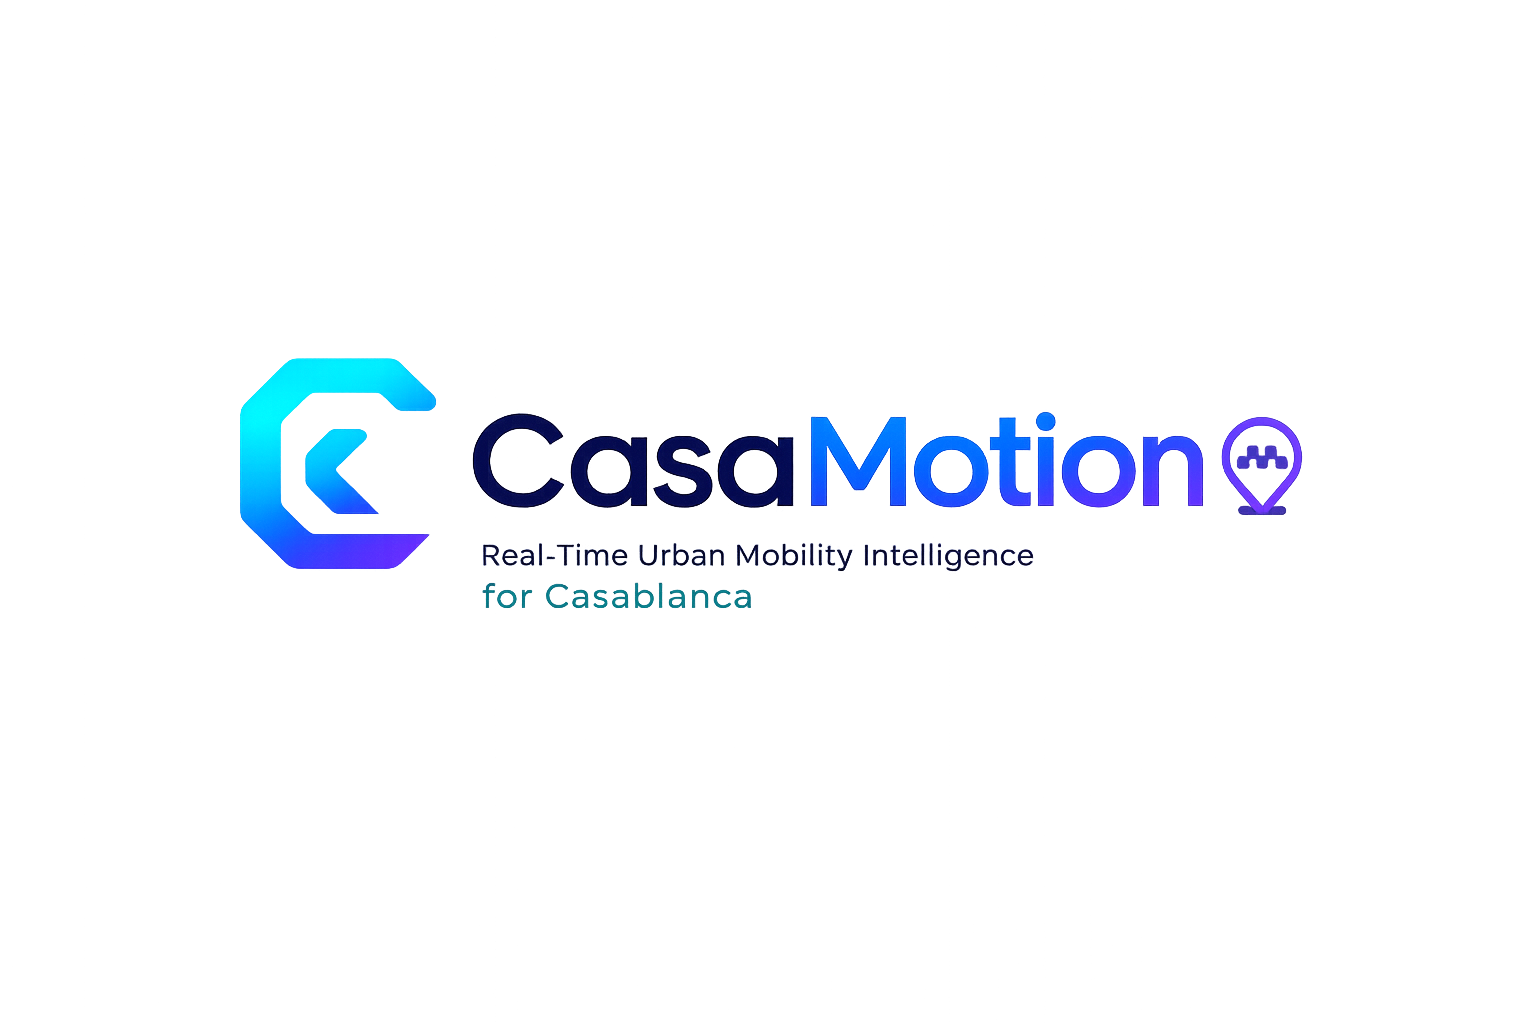 CasaMotion
Real-Time Urban Mobility Intelligence
for Casablanca